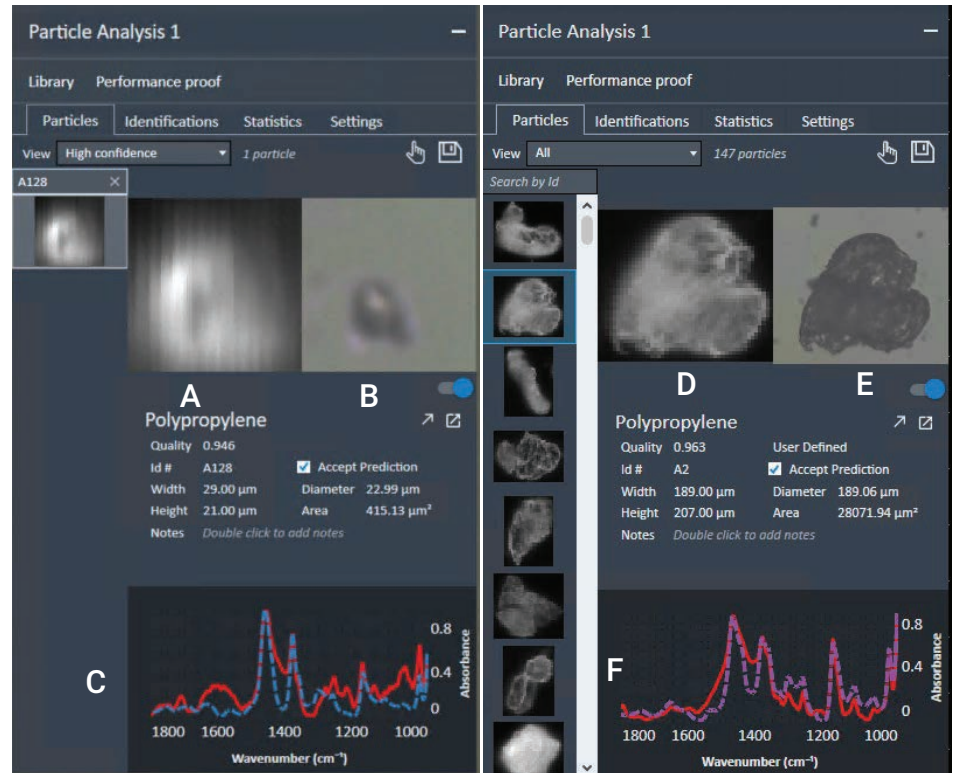 Particle Analysis 1
Library Performance proof
Particles Identifications Statistics Settings
View High confidence 1 particle
A128
A B
Polypropylene
Quality 0.946
Id # A128 Accept Prediction
Width 29.00 µm Diameter 22.99 µm
Height 21.00 µm Area 415.13 µm²
Notes Double click to add notes
C
0.8
0.4
0
Absorbance
1800 1600 1400 1200 1000
Wavenumber (cm⁻¹)
Particle Analysis 1
Library Performance proof
Particles Identifications Statistics Settings
View All 147 particles
Search by Id
D E
Polypropylene
Quality 0.963 User Defined
Id # A2 Accept Prediction
Width 189.00 µm Diameter 189.06 µm
Height 207.00 µm Area 28071.94 µm²
Notes Double click to add notes
F
0.8
0.4
0
Absorbance
1800 1600 1400 1200 1000
Wavenumber (cm⁻¹)